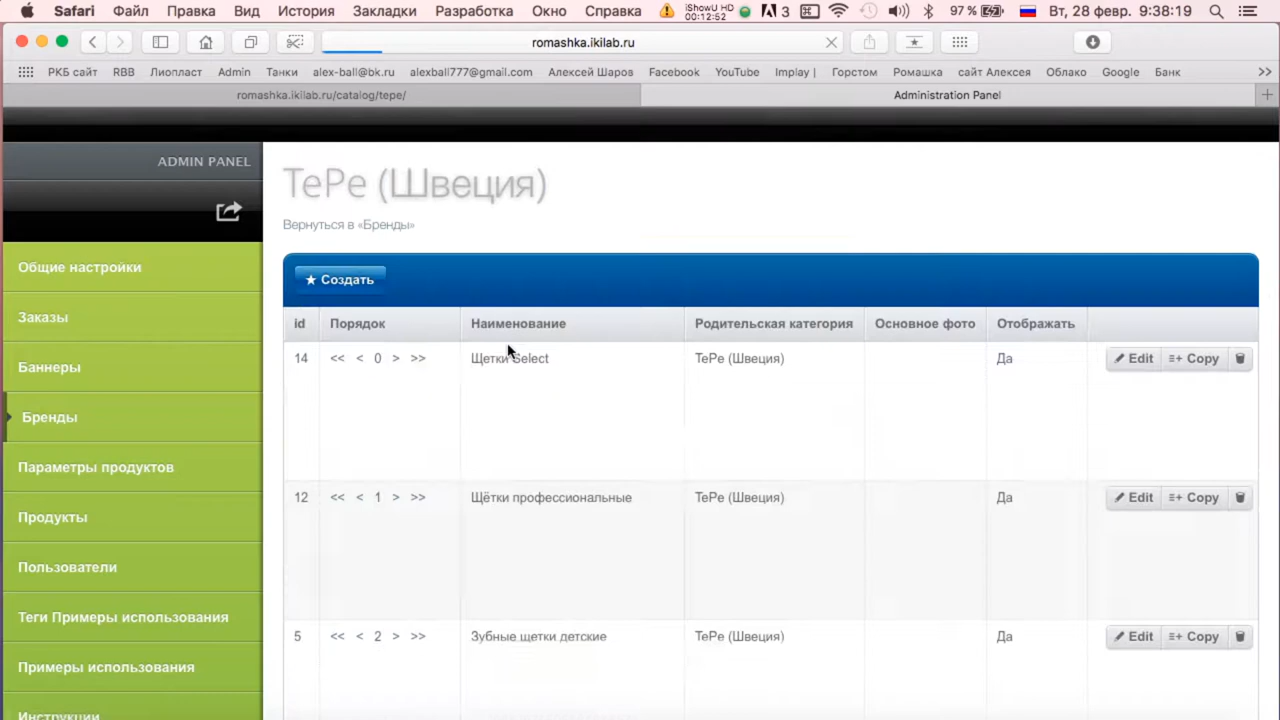 Safari Файл Правка Вид История Закладки Разработка Окно Справка iShowU HD 00:12:52 3 97 % Вт, 28 февр. 9:38:19
romashka.ikilab.ru
РКБ сайт RBB Лиопласт Admin Танки alex-ball@bk.ru alexball777@gmail.com Алексей Шаров Facebook YouTube Implay | Горстом Ромашка сайт Алексея Облако Google Банк >>
romashka.ikilab.ru/catalog/tepe/ Administration Panel +
ADMIN PANEL
TePe (Швеция)
Вернуться в «Бренды»
Общие настройки
Заказы
Баннеры
Бренды
Параметры продуктов
Продукты
Пользователи
Теги Примеры использования
Примеры использования
Инструкции
★ Создать
id Порядок Наименование Родительская категория Основное фото Отображать
14 << < 0 > >> Щетки Select TePe (Швеция) Да Edit Copy
12 << < 1 > >> Щётки профессиональные TePe (Швеция) Да Edit Copy
5 << < 2 > >> Зубные щетки детские TePe (Швеция) Да Edit Copy